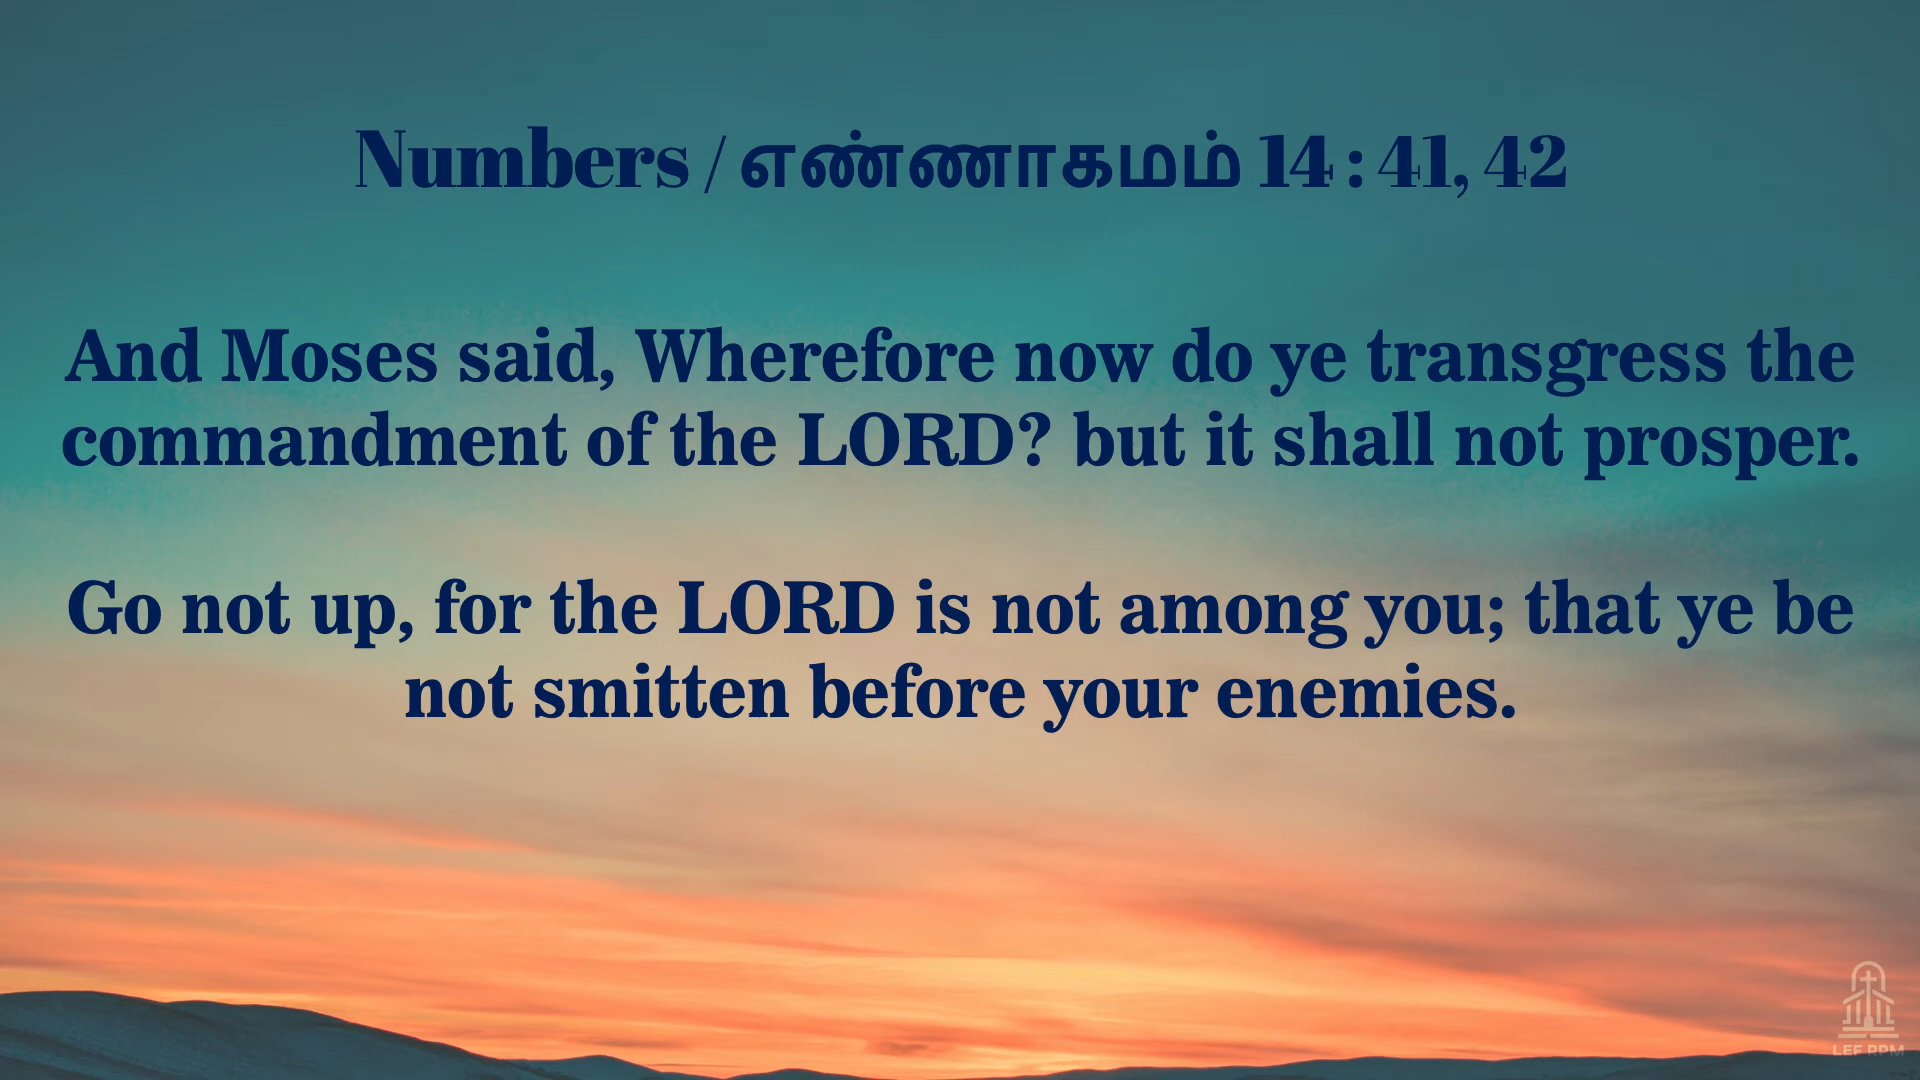 Numbers / எண்ணாகமம் 14 : 41, 42
And Moses said, Wherefore now do ye transgress the
commandment of the LORD? but it shall not prosper.
Go not up, for the LORD is not among you; that ye be
not smitten before your enemies.
LEF RPM